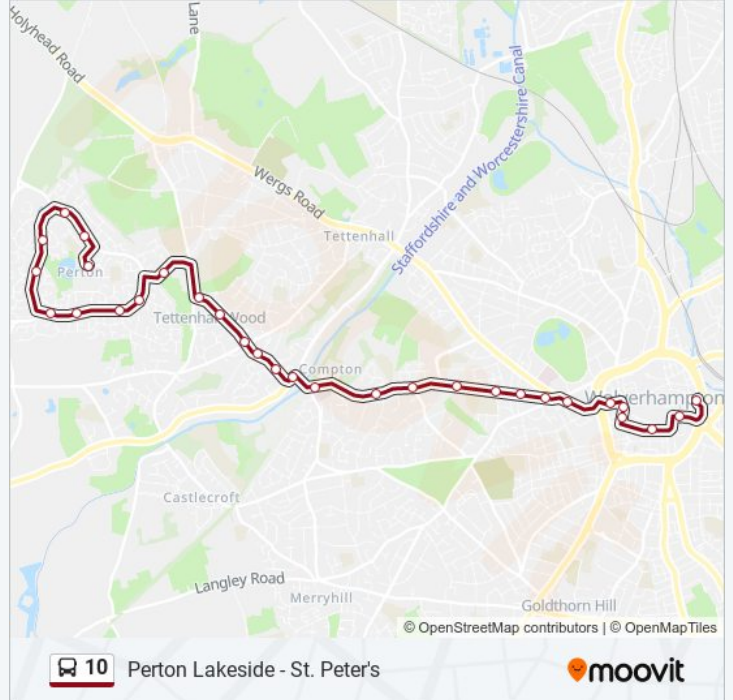 Holyhead Road
Lane
Staffordshire and Worcestershire Canal
Wergs Road
Tettenhall
Perton
Tettenhall Wood
Compton
Wolverhampton
Castlecroft
Langley Road
Merryhill
Goldthorn Hill
© OpenStreetMap contributors | © OpenMapTiles
10 Perton Lakeside - St. Peter's
moovit